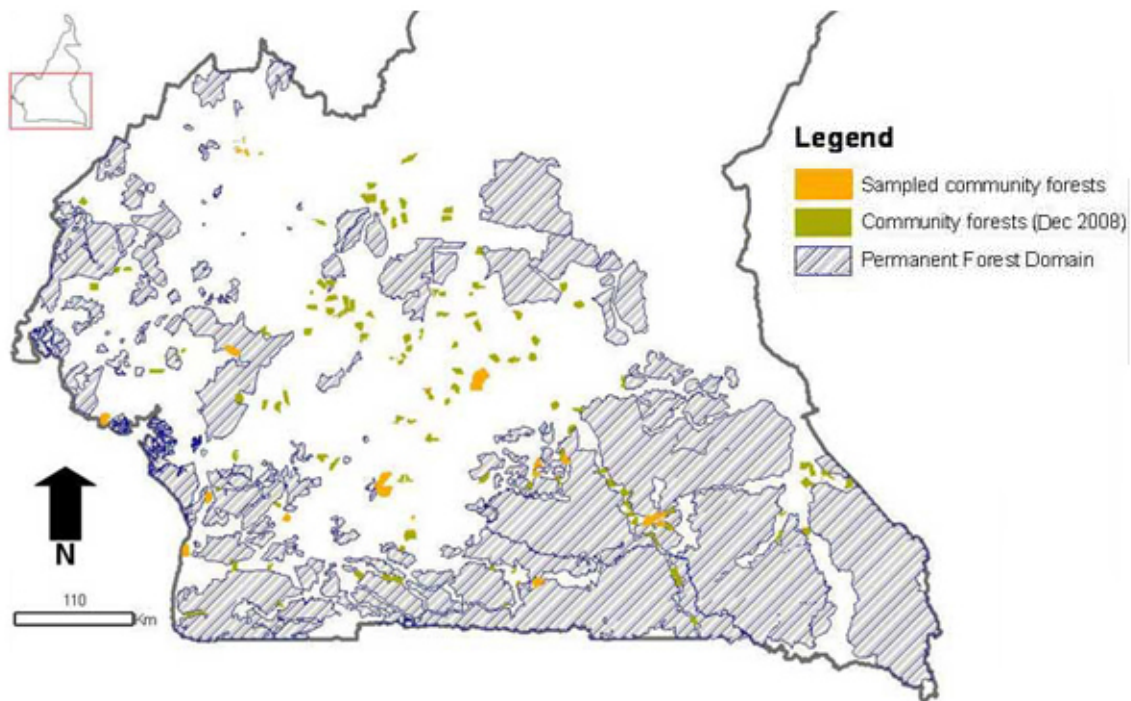 Legend
Sampled community forests
Community forests (Dec 2008)
Permanent Forest Domain
N
110
Km